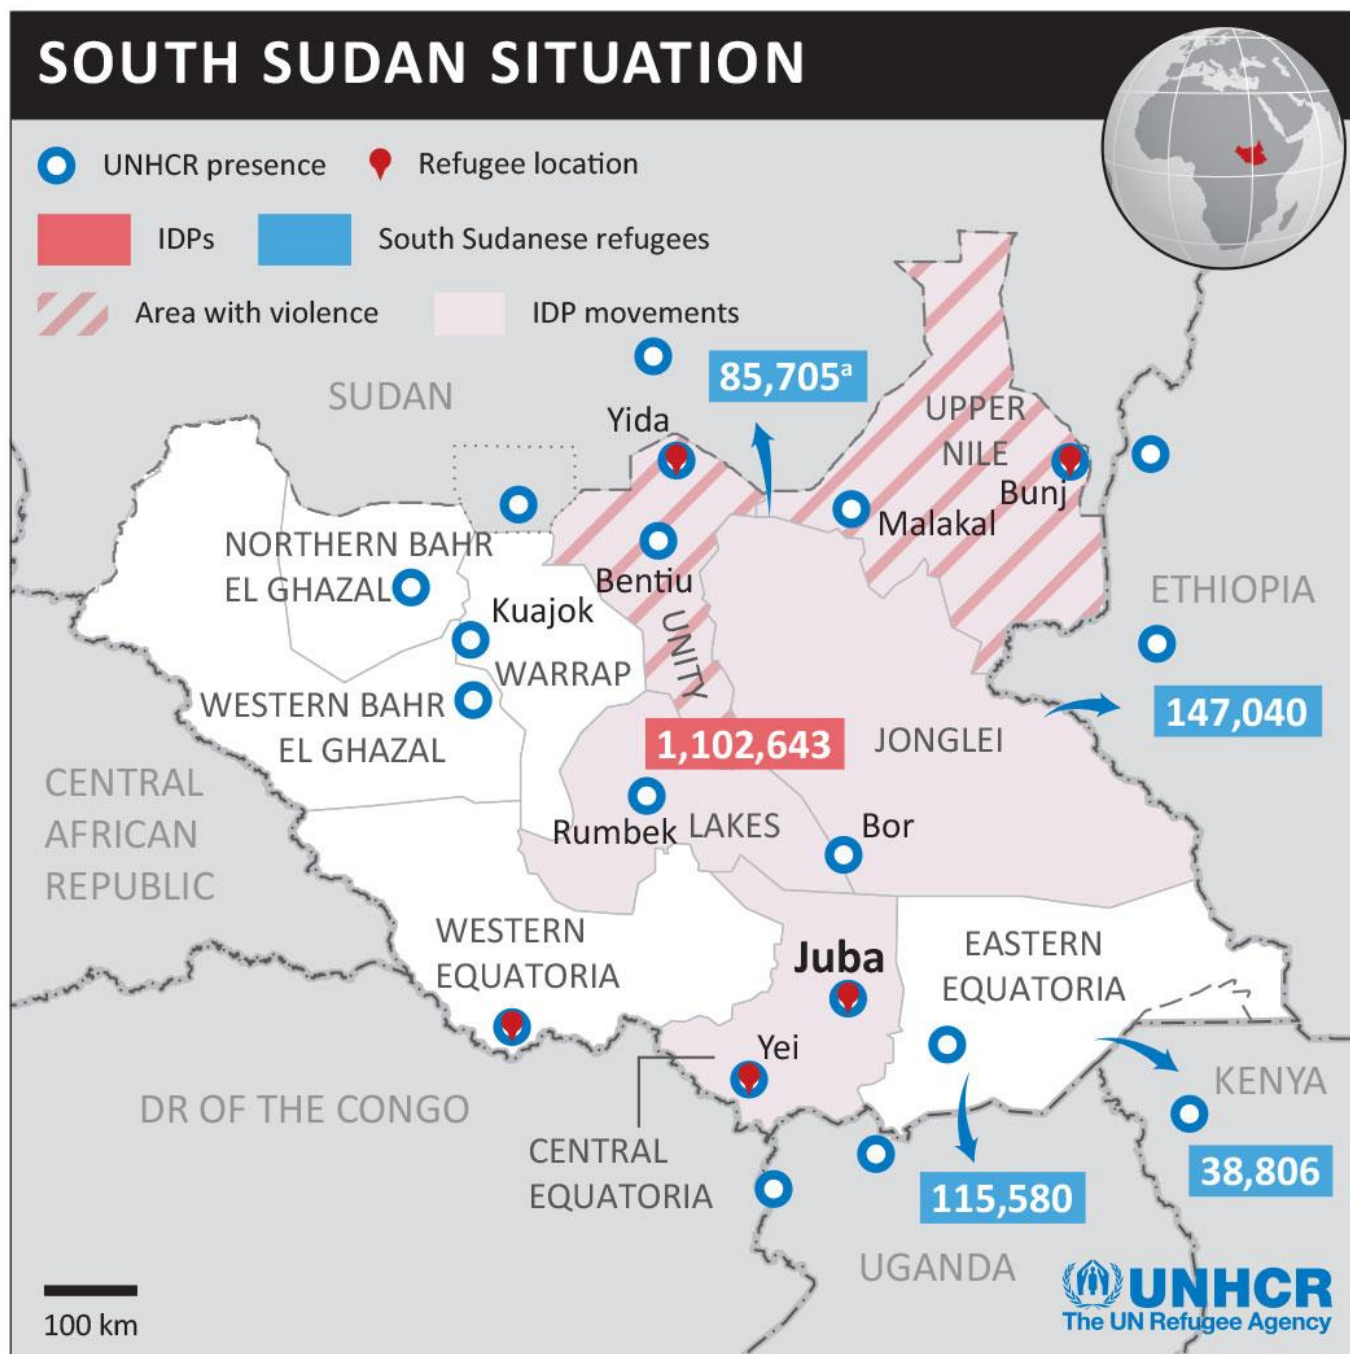 SOUTH SUDAN SITUATION
UNHCR presence
Refugee location
IDPs
South Sudanese refugees
Area with violence
IDP movements
SUDAN
85,705ᵃ
Yida
UPPER
NILE
Bunj
Malakal
NORTHERN BAHR
EL GHAZAL
Bentiu
ETHIOPIA
Kuajok
UNITY
WARRAP
WESTERN BAHR
EL GHAZAL
147,040
1,102,643
JONGLEI
CENTRAL
AFRICAN
REPUBLIC
Rumbek
LAKES
Bor
WESTERN
EQUATORIA
Juba
EASTERN
EQUATORIA
Yei
KENYA
DR OF THE CONGO
CENTRAL
EQUATORIA
38,806
115,580
UGANDA
100 km
UNHCR
The UN Refugee Agency